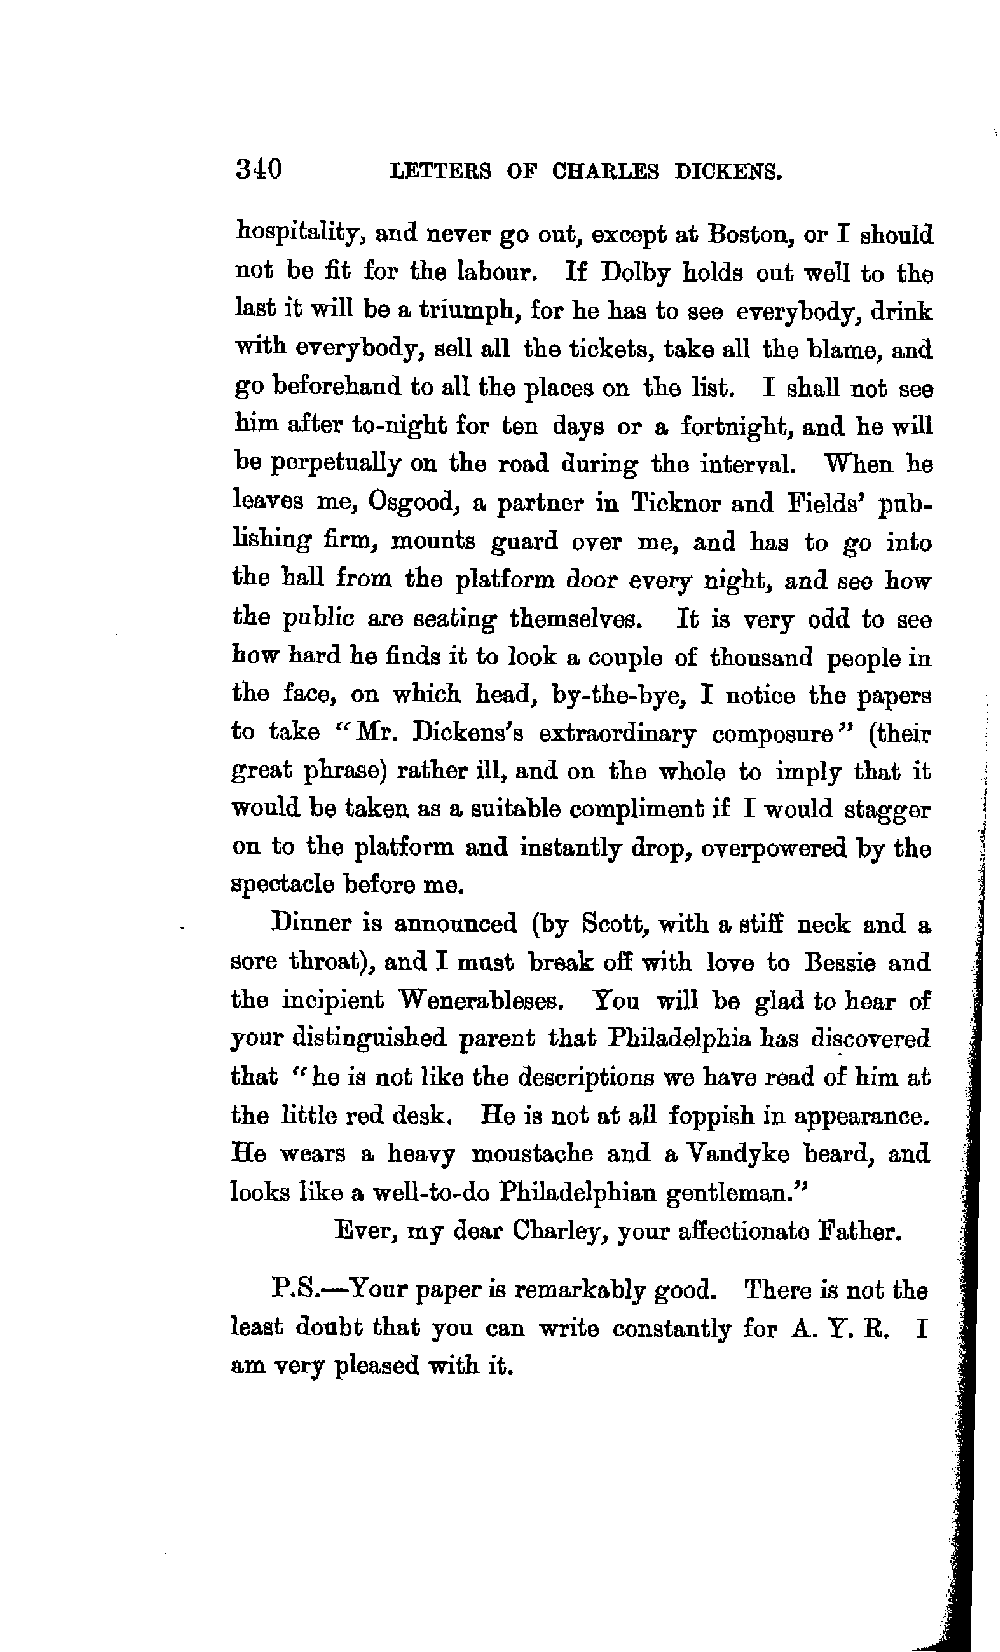 340 LETTERS OF CHARLES DICKENS.
hospitality, and never go out, except at Boston, or I should
not be fit for the labour. If Dolby holds out well to the
last it will be a triumph, for he has to see everybody, drink
with everybody, sell all the tickets, take all the blame, and
go beforehand to all the places on the list. I shall not see
him after to-night for ten days or a fortnight, and he will
be perpetually on the road during the interval. When he
leaves me, Osgood, a partner in Ticknor and Fields' pub-
lishing firm, mounts guard over me, and has to go into
the hall from the platform door every night, and see how
the public are seating themselves. It is very odd to see
how hard he finds it to look a couple of thousand people in
the face, on which head, by-the-bye, I notice the papers
to take “Mr. Dickens's extraordinary composure” (their
great phrase) rather ill, and on the whole to imply that it
would be taken as a suitable compliment if I would stagger
on to the platform and instantly drop, overpowered by the
spectacle before me.
Dinner is announced (by Scott, with a stiff neck and a
sore throat), and I must break off with love to Bessie and
the incipient Wenerableses. You will be glad to hear of
your distinguished parent that Philadelphia has discovered
that “he is not like the descriptions we have read of him at
the little red desk. He is not at all foppish in appearance.
He wears a heavy moustache and a Vandyke beard, and
looks like a well-to-do Philadelphian gentleman.”
Ever, my dear Charley, your affectionate Father.
P.S.—Your paper is remarkably good. There is not the
least doubt that you can write constantly for A. Y. R. I
am very pleased with it.